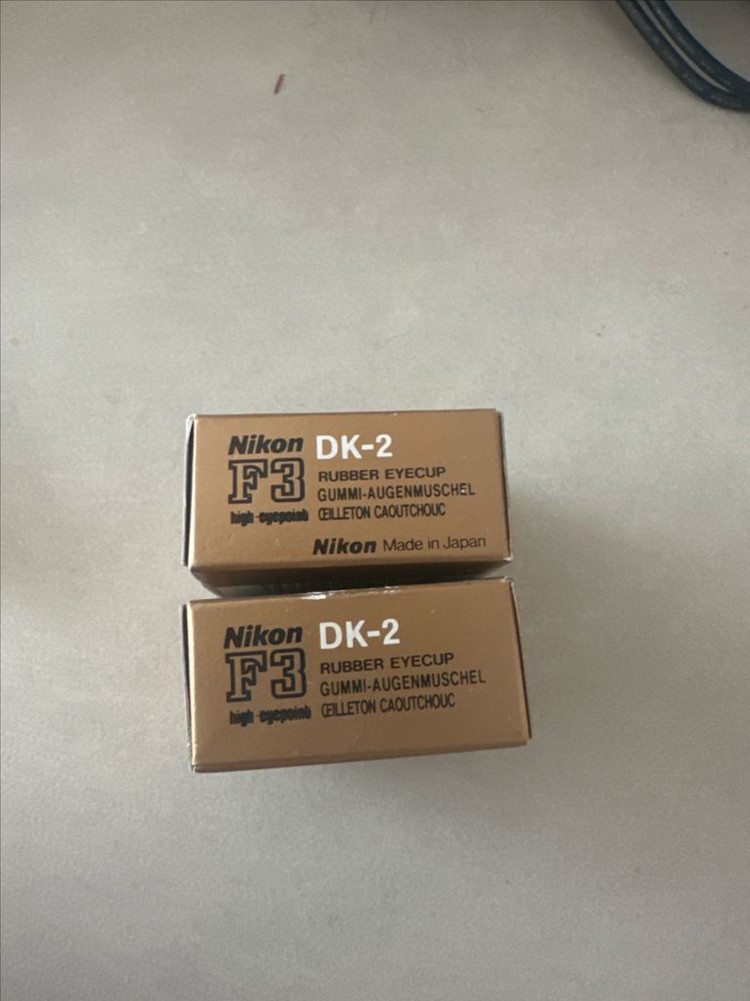 Nikon DK-2
F3 RUBBER EYECUP
GUMMI-AUGENMUSCHEL
high-eyepoint ŒILLETON CAOUTCHOUC
Nikon Made in Japan
Nikon DK-2
F3 RUBBER EYECUP
GUMMI-AUGENMUSCHEL
high-eyepoint ŒILLETON CAOUTCHOUC